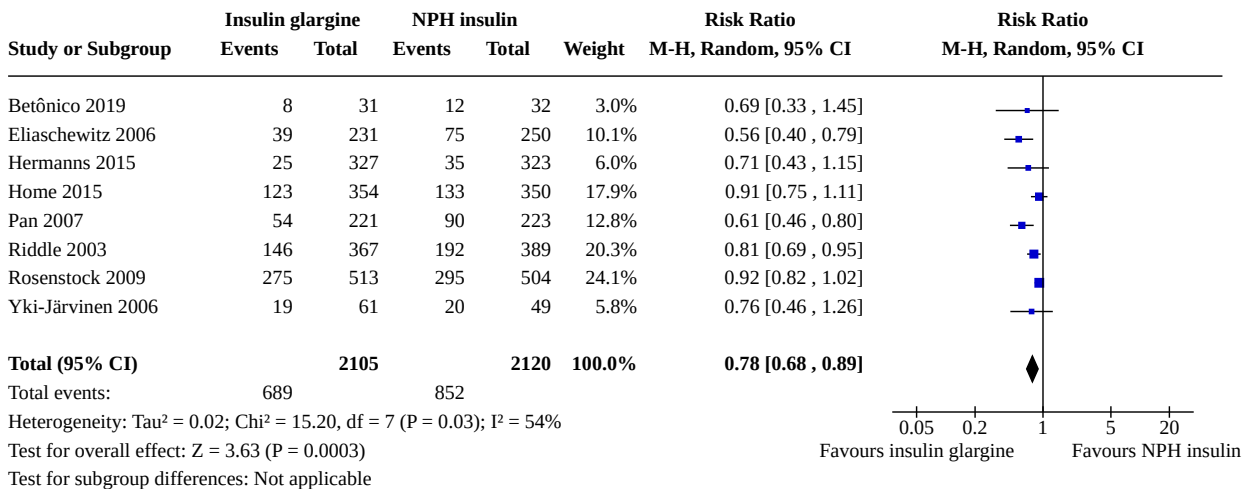 Insulin glargine NPH insulin Risk Ratio Risk Ratio
Study or Subgroup Events Total Events Total Weight M-H, Random, 95% CI M-H, Random, 95% CI
Betônico 2019 8 31 12 32 3.0% 0.69 [0.33 , 1.45]
Eliaschewitz 2006 39 231 75 250 10.1% 0.56 [0.40 , 0.79]
Hermanns 2015 25 327 35 323 6.0% 0.71 [0.43 , 1.15]
Home 2015 123 354 133 350 17.9% 0.91 [0.75 , 1.11]
Pan 2007 54 221 90 223 12.8% 0.61 [0.46 , 0.80]
Riddle 2003 146 367 192 389 20.3% 0.81 [0.69 , 0.95]
Rosenstock 2009 275 513 295 504 24.1% 0.92 [0.82 , 1.02]
Yki-Järvinen 2006 19 61 20 49 5.8% 0.76 [0.46 , 1.26]
Total (95% CI) 2105 2120 100.0% 0.78 [0.68 , 0.89]
Total events: 689 852
Heterogeneity: Tau² = 0.02; Chi² = 15.20, df = 7 (P = 0.03); I² = 54%
0.05 0.2 1 5 20
Test for overall effect: Z = 3.63 (P = 0.0003) Favours insulin glargine Favours NPH insulin
Test for subgroup differences: Not applicable